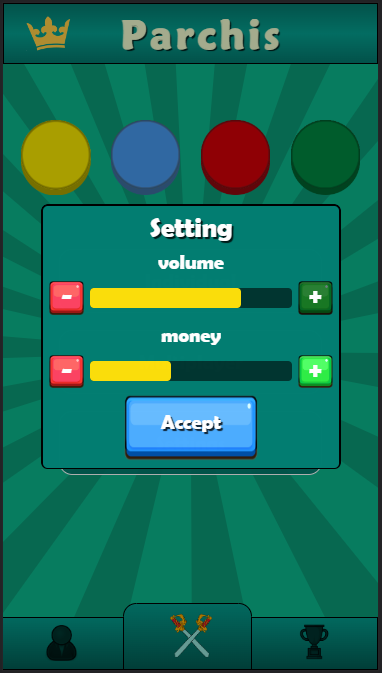 Parchis
Setting
volume
- +
money
- +
Accept